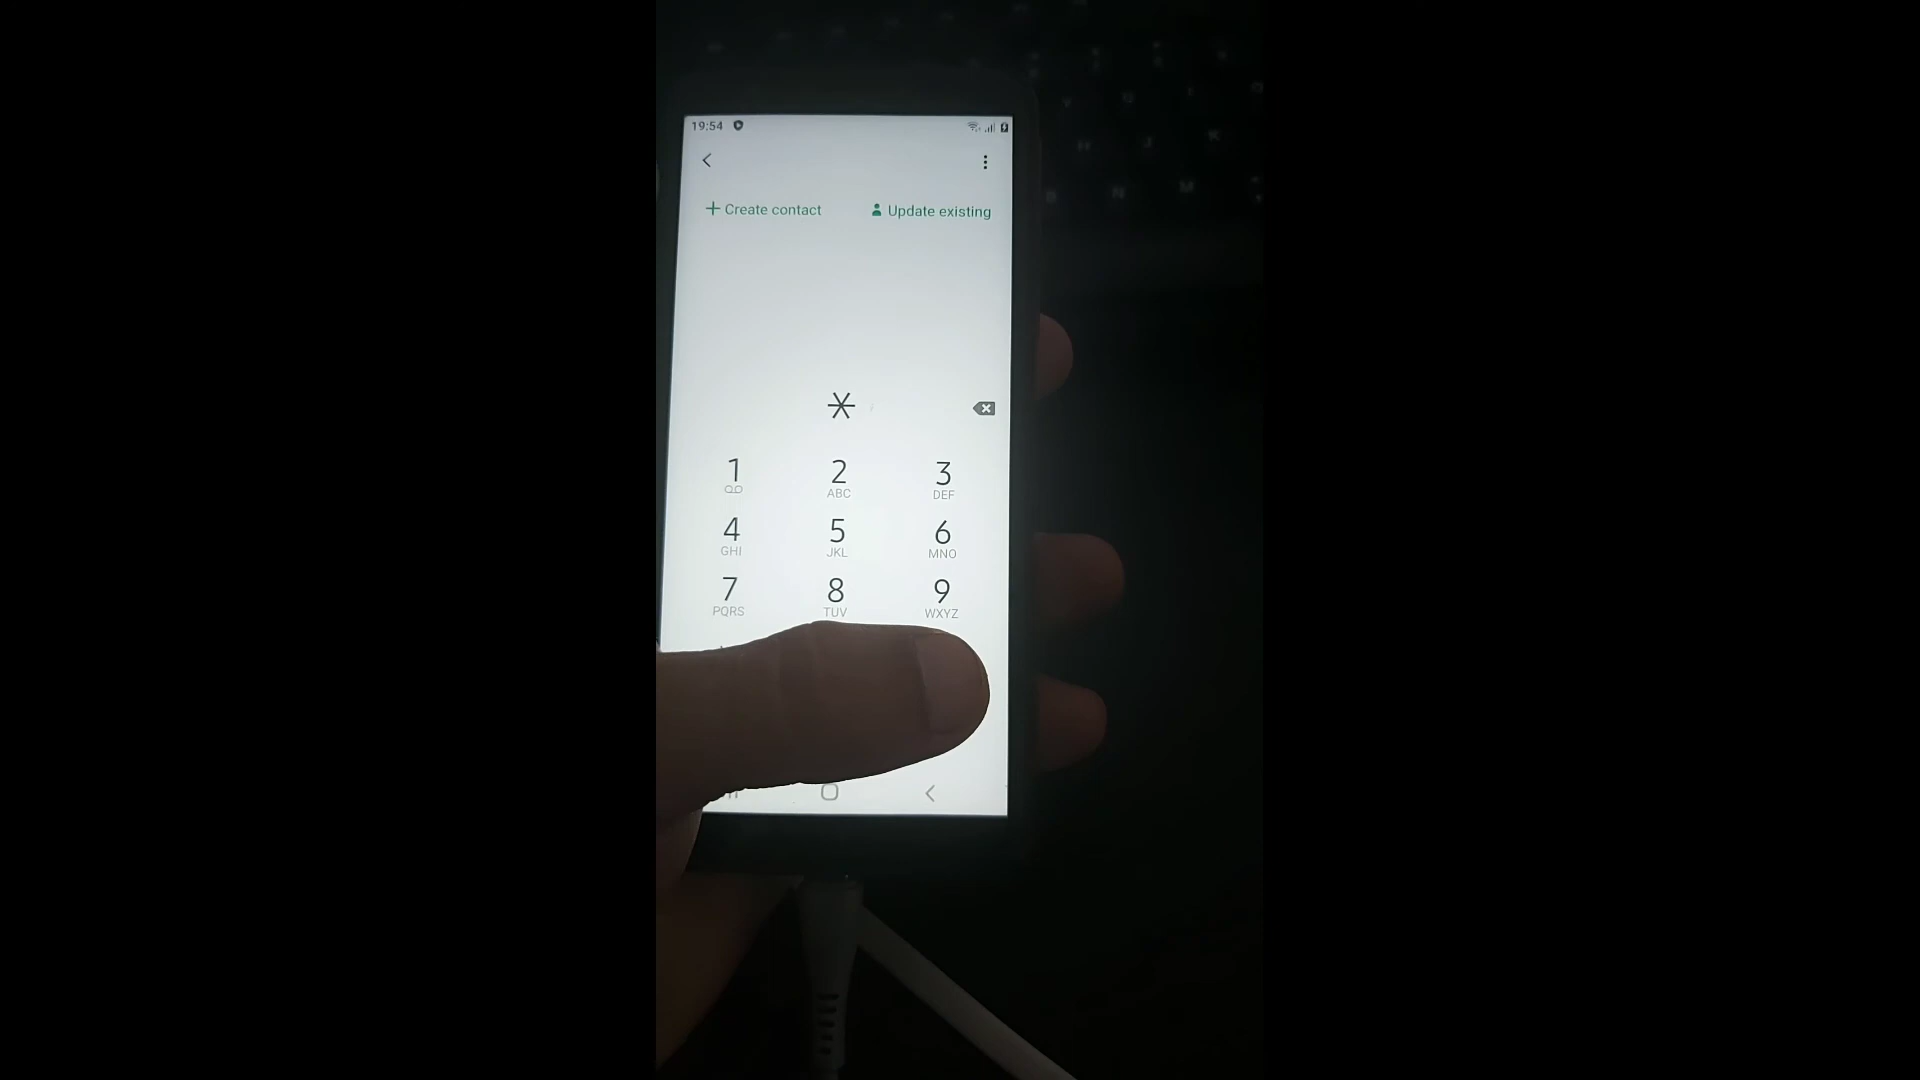 19:54
Create contact Update existing
*
1 2 3
ABC DEF
4 5 6
GHI JKL MNO
7 8 9
PQRS TUV WXYZ
N M